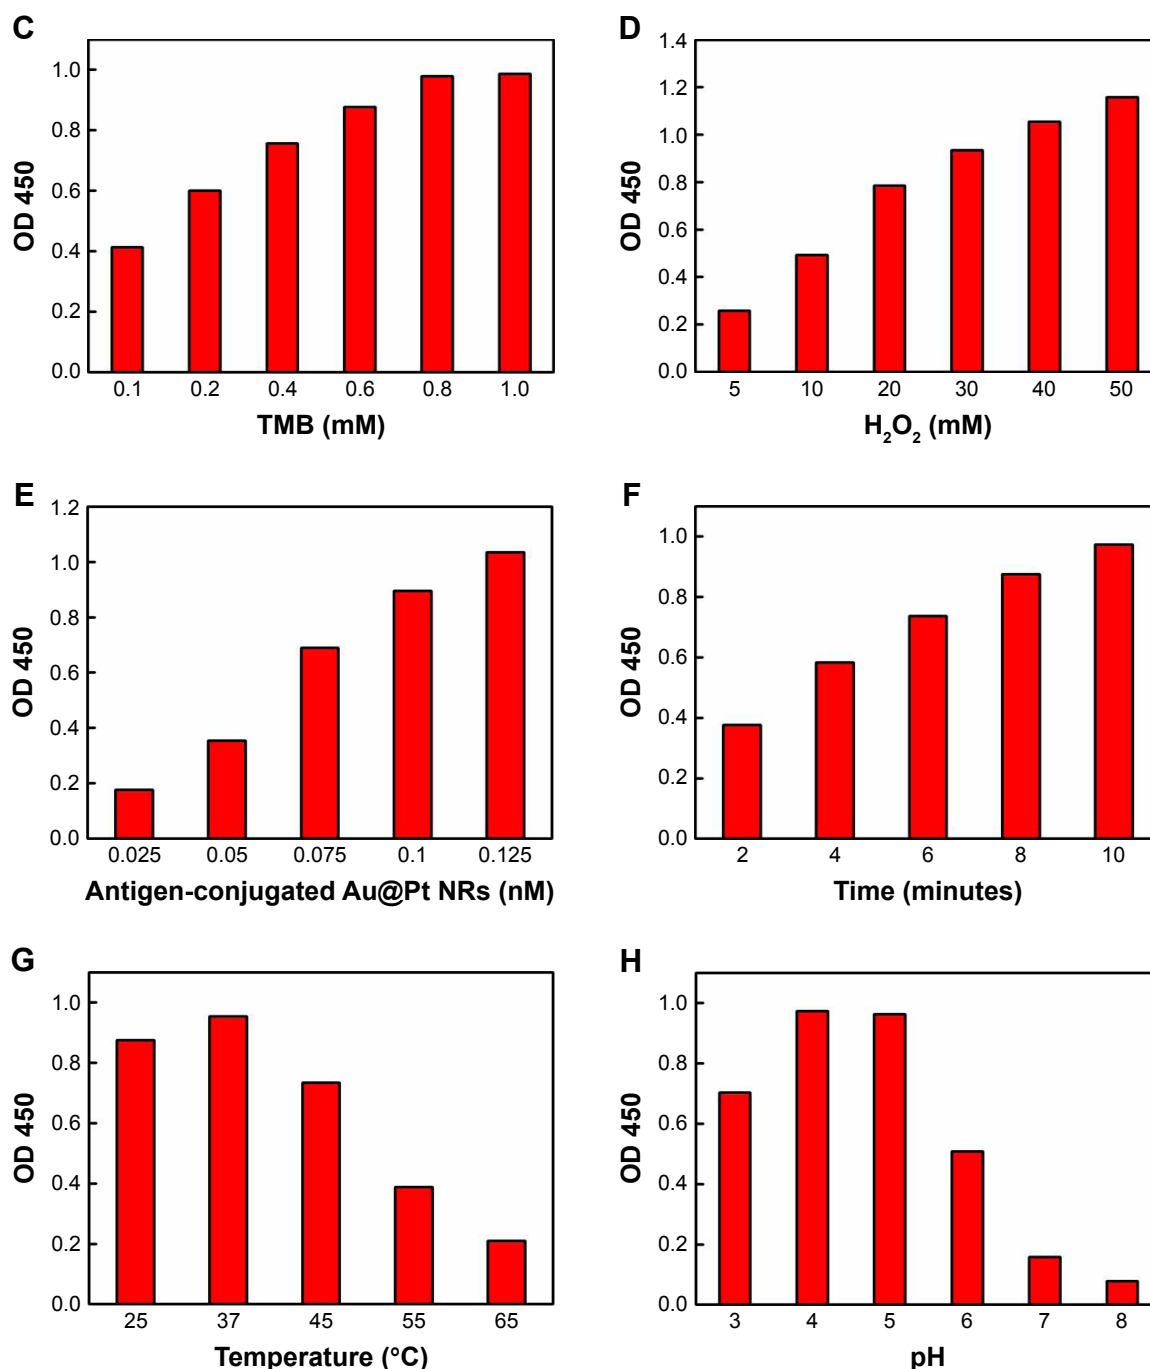 C
1.0
0.8
0.6
0.4
0.2
0.0
OD 450
0.1 0.2 0.4 0.6 0.8 1.0
TMB (mM)
D
1.4
1.2
1.0
0.8
0.6
0.4
0.2
0.0
OD 450
5 10 20 30 40 50
H₂O₂ (mM)
E
1.2
1.0
0.8
0.6
0.4
0.2
0.0
OD 450
0.025 0.05 0.075 0.1 0.125
Antigen-conjugated Au@Pt NRs (nM)
F
1.0
0.8
0.6
0.4
0.2
0.0
OD 450
2 4 6 8 10
Time (minutes)
G
1.0
0.8
0.6
0.4
0.2
0.0
OD 450
25 37 45 55 65
Temperature (°C)
H
1.0
0.8
0.6
0.4
0.2
0.0
OD 450
3 4 5 6 7 8
pH